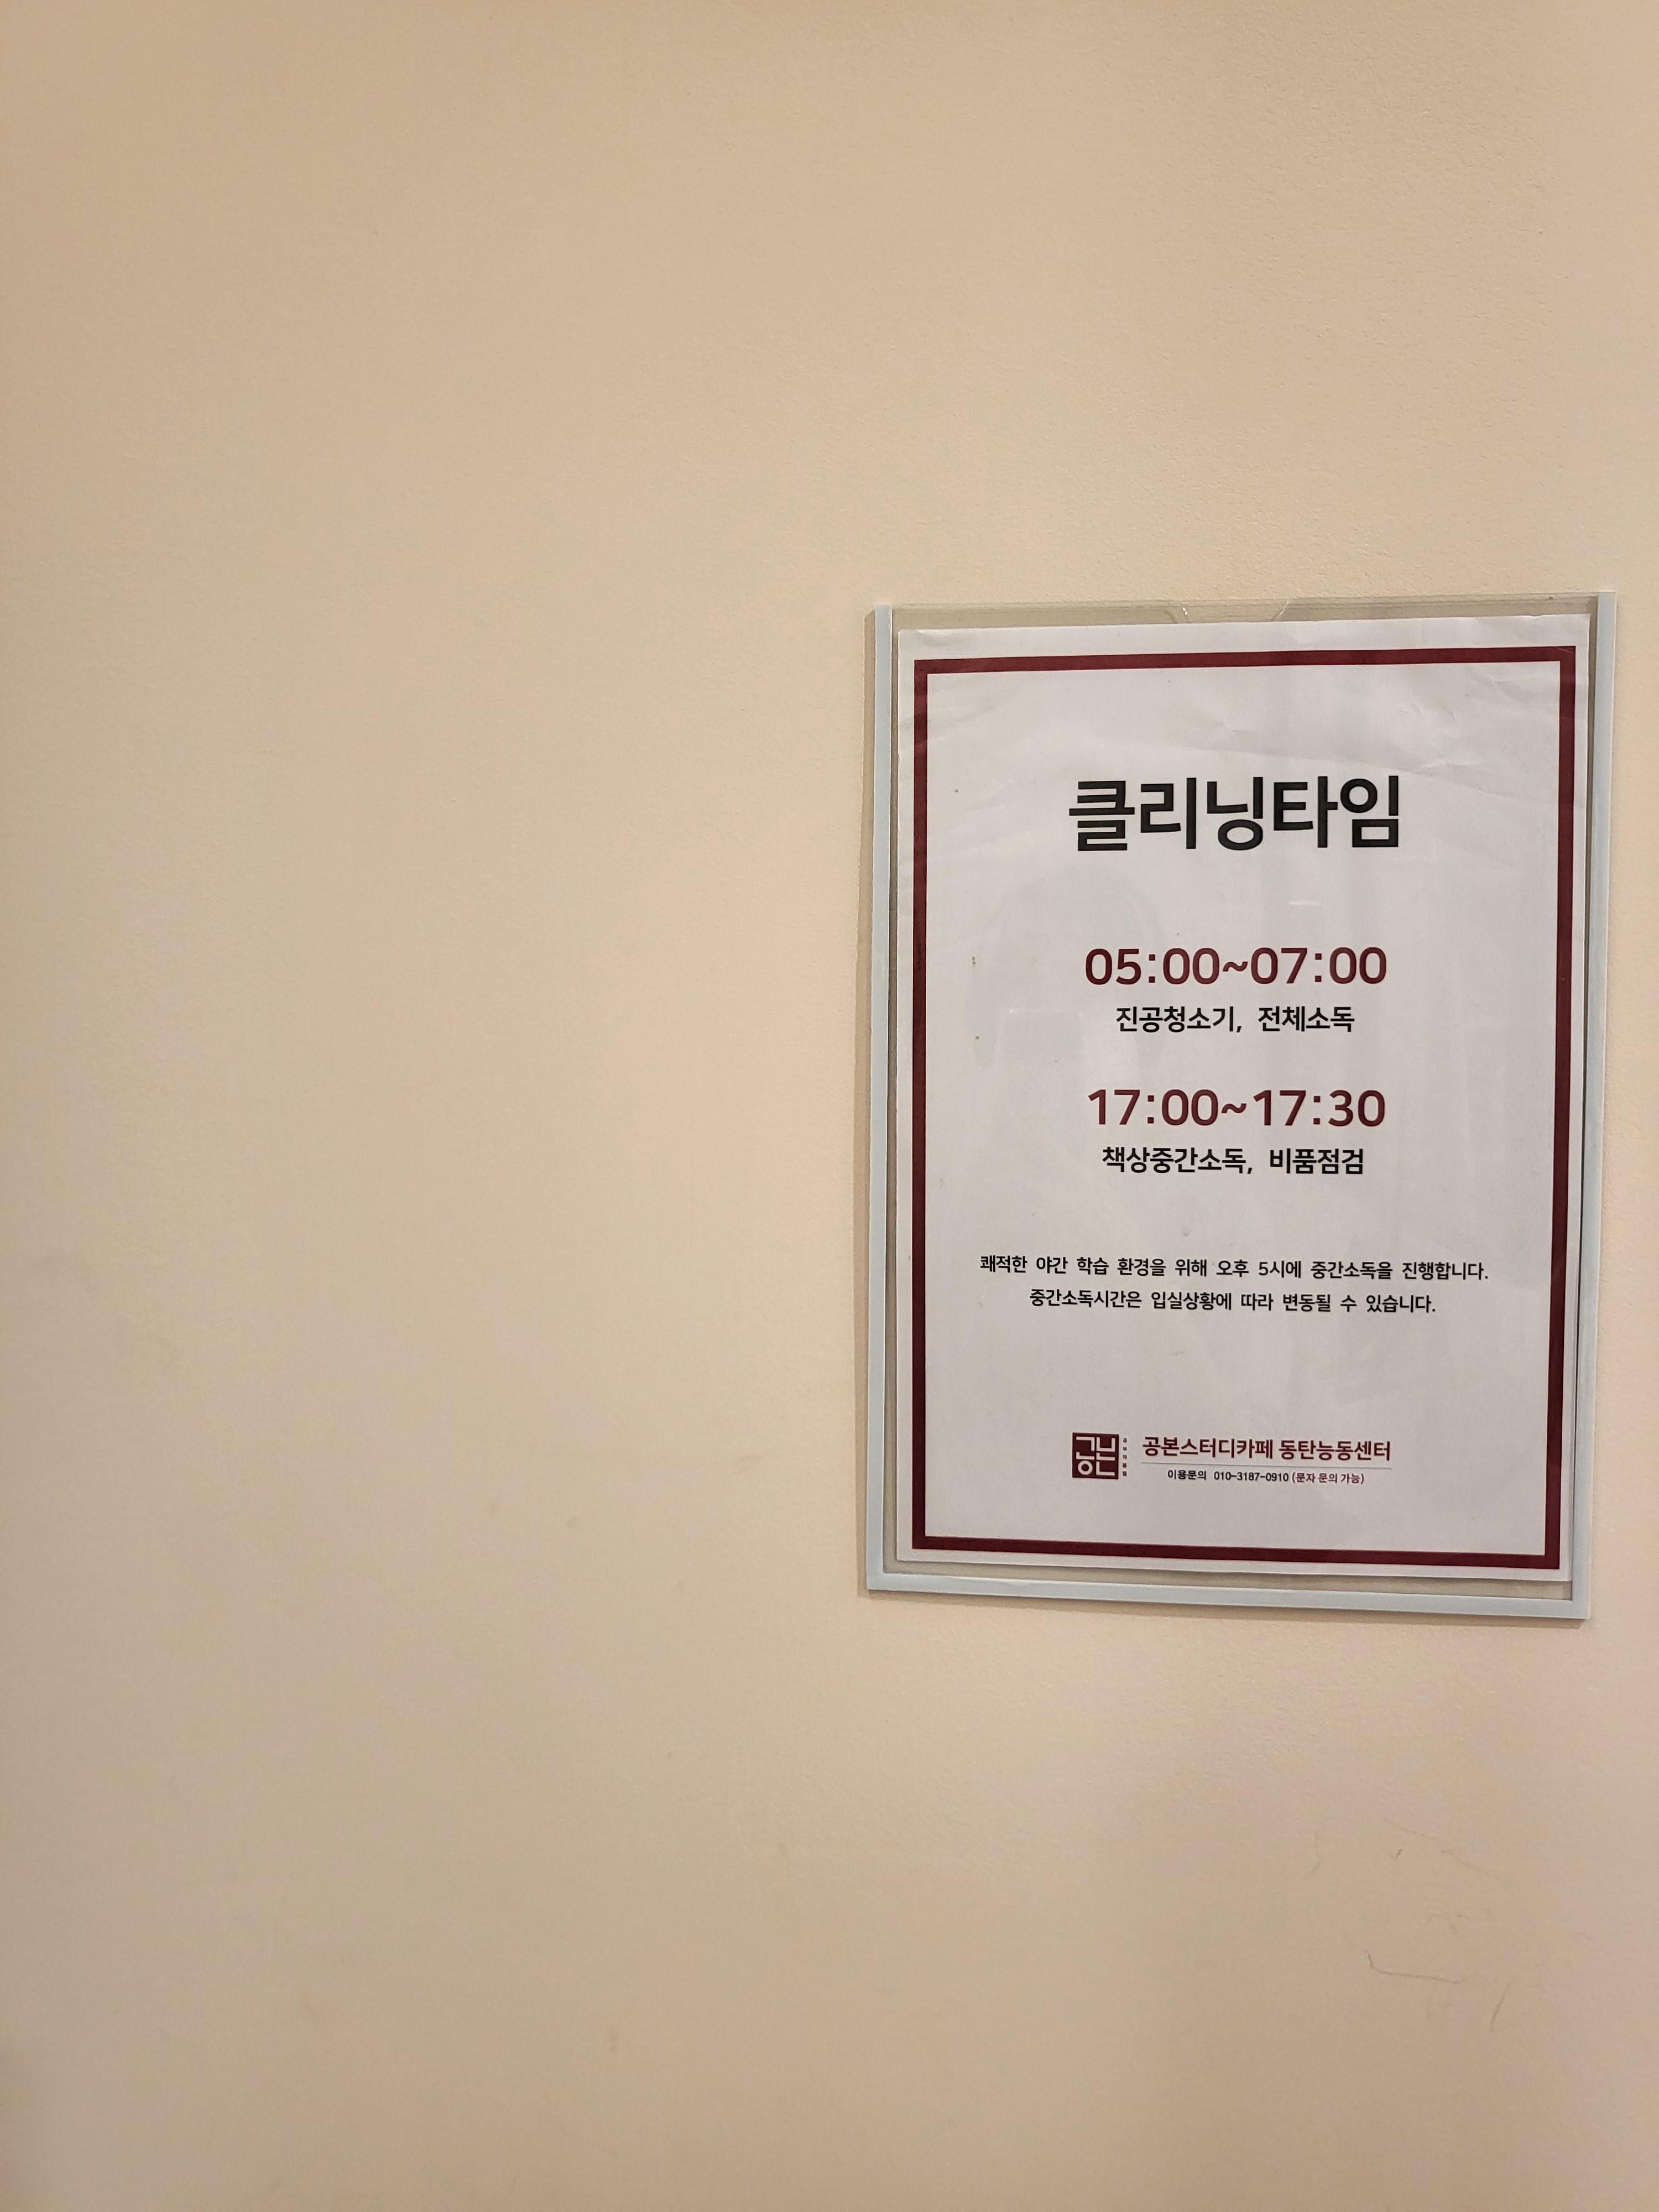 클리닝타임
05:00~07:00
진공청소기, 전체소독
17:00~17:30
책상중간소독, 비품점검
쾌적한 야간 학습 환경을 위해 오후 5시에 중간소독을 진행합니다.
중간소독시간은 입실상황에 따라 변동될 수 있습니다.
공본
공본스터디카페 동탄능동센터
이용문의 010-3187-0910 (문자 문의 가능)